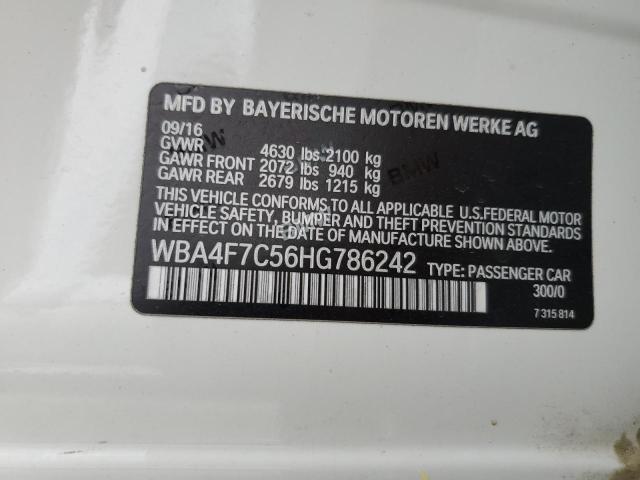 MFD BY BAYERISCHE MOTOREN WERKE AG
09/16
GVWR 4630 lbs 2100 kg
GAWR FRONT 2072 lbs 940 kg
GAWR REAR 2679 lbs 1215 kg
THIS VEHICLE CONFORMS TO ALL APPLICABLE U.S.FEDERAL MOTOR
VEHICLE SAFETY, BUMPER AND THEFT PREVENTION STANDARDS
IN EFFECT ON THE DATE OF MANUFACTURE SHOWN ABOVE.
WBA4F7C56HG786242 TYPE: PASSENGER CAR
300/0
7 315 814